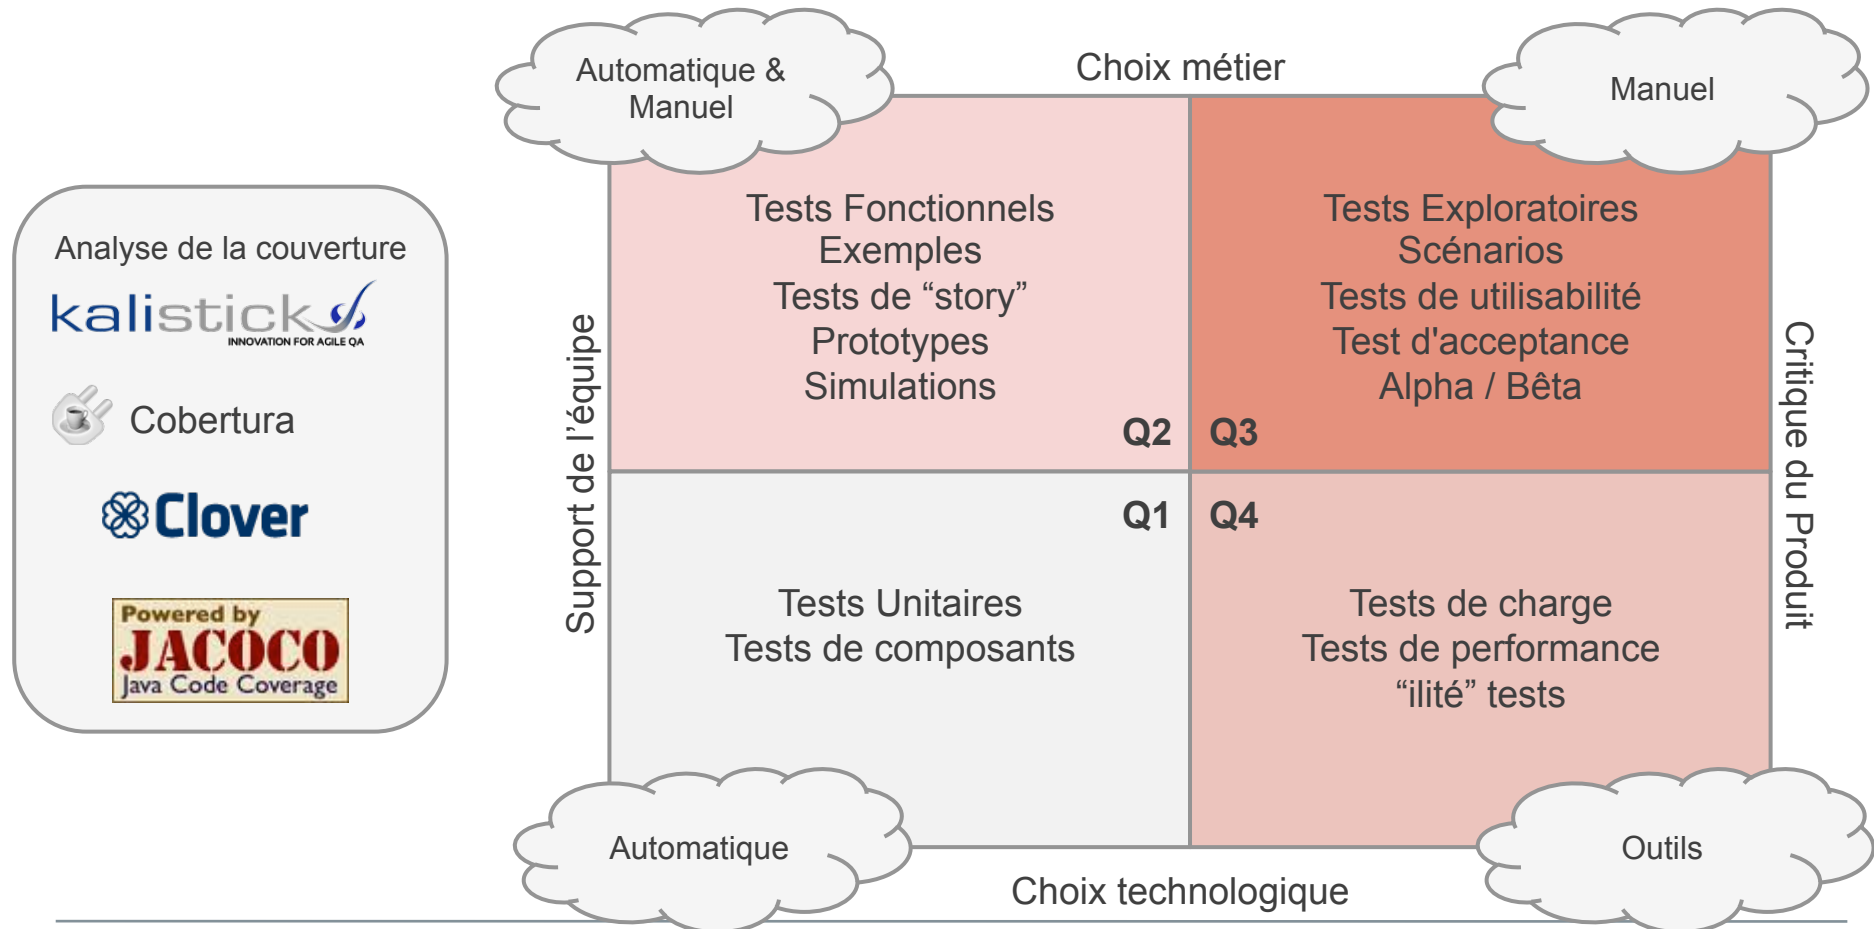 Automatique &
Manuel
Choix métier
Manuel
Analyse de la couverture
kalistick
INNOVATION FOR AGILE QA
Cobertura
Clover
Powered by
JACOCO
Java Code Coverage
Support de l'équipe
Tests Fonctionnels
Exemples
Tests de “story”
Prototypes
Simulations
Q2
Tests Exploratoires
Scénarios
Tests de utilisabilité
Test d'acceptance
Alpha / Bêta
Q3
Critique du Produit
Q1
Tests Unitaires
Tests de composants
Q4
Tests de charge
Tests de performance
“ilité” tests
Automatique
Choix technologique
Outils